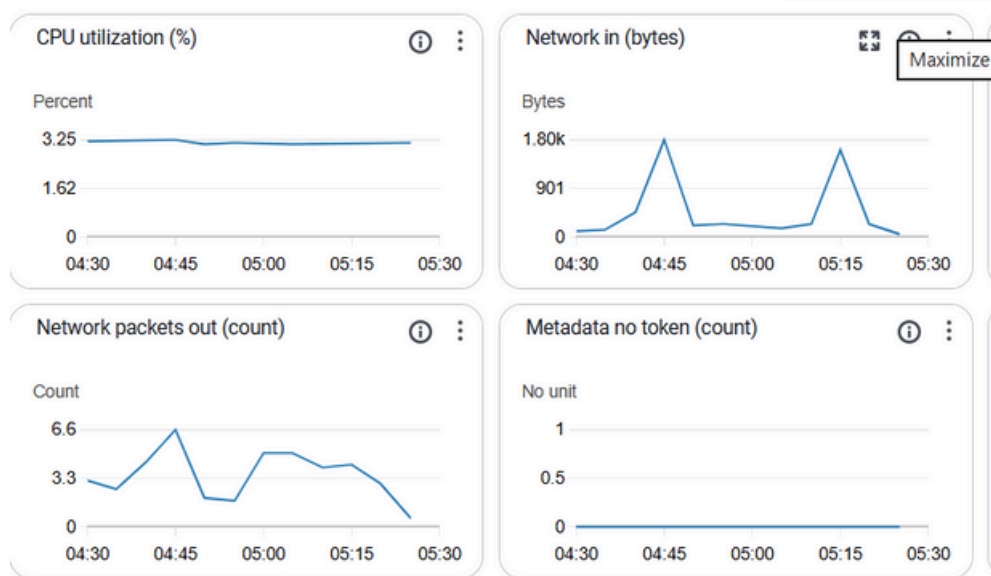 CPU utilization (%)
Percent
3.25
1.62
0
04:30 04:45 05:00 05:15 05:30
Network in (bytes)
Maximize
Bytes
1.80k
901
0
04:30 04:45 05:00 05:15 05:30
Network packets out (count)
Count
6.6
3.3
0
04:30 04:45 05:00 05:15 05:30
Metadata no token (count)
No unit
1
0.5
0
04:30 04:45 05:00 05:15 05:30